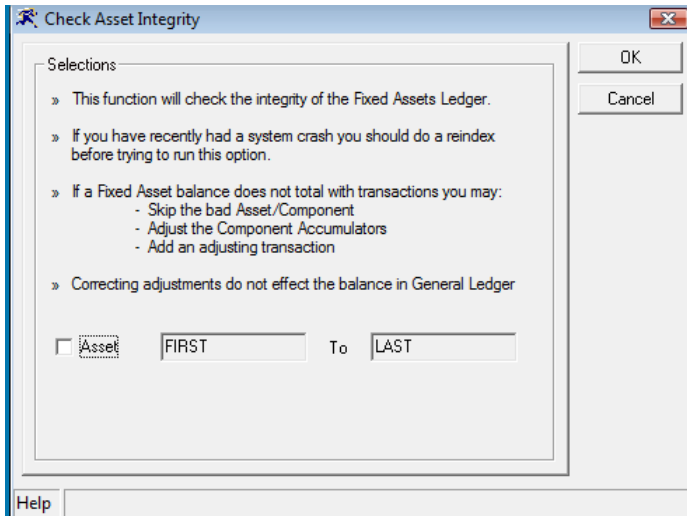 Check Asset Integrity
OK
Cancel
Selections
» This function will check the integrity of the Fixed Assets Ledger.
» If you have recently had a system crash you should do a reindex
before trying to run this option.
» If a Fixed Asset balance does not total with transactions you may:
- Skip the bad Asset/Component
- Adjust the Component Accumulators
- Add an adjusting transaction
» Correcting adjustments do not effect the balance in General Ledger
Asset FIRST To LAST
Help